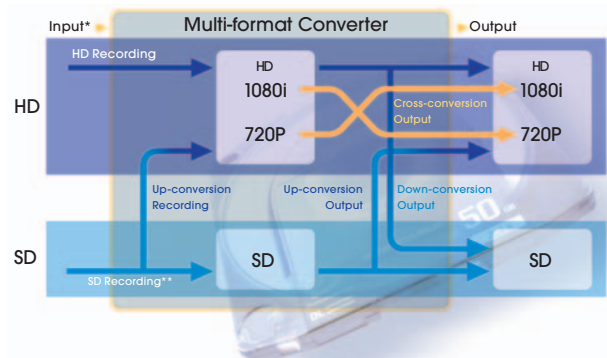 Input*
Multi-format Converter
Output
HD Recording
HD
1080i
720P
HD
1080i
720P
Cross-conversion
Output
HD
Up-conversion
Recording
Up-conversion
Output
Down-conversion
Output
50
SD
SD
SD
SD Recording**